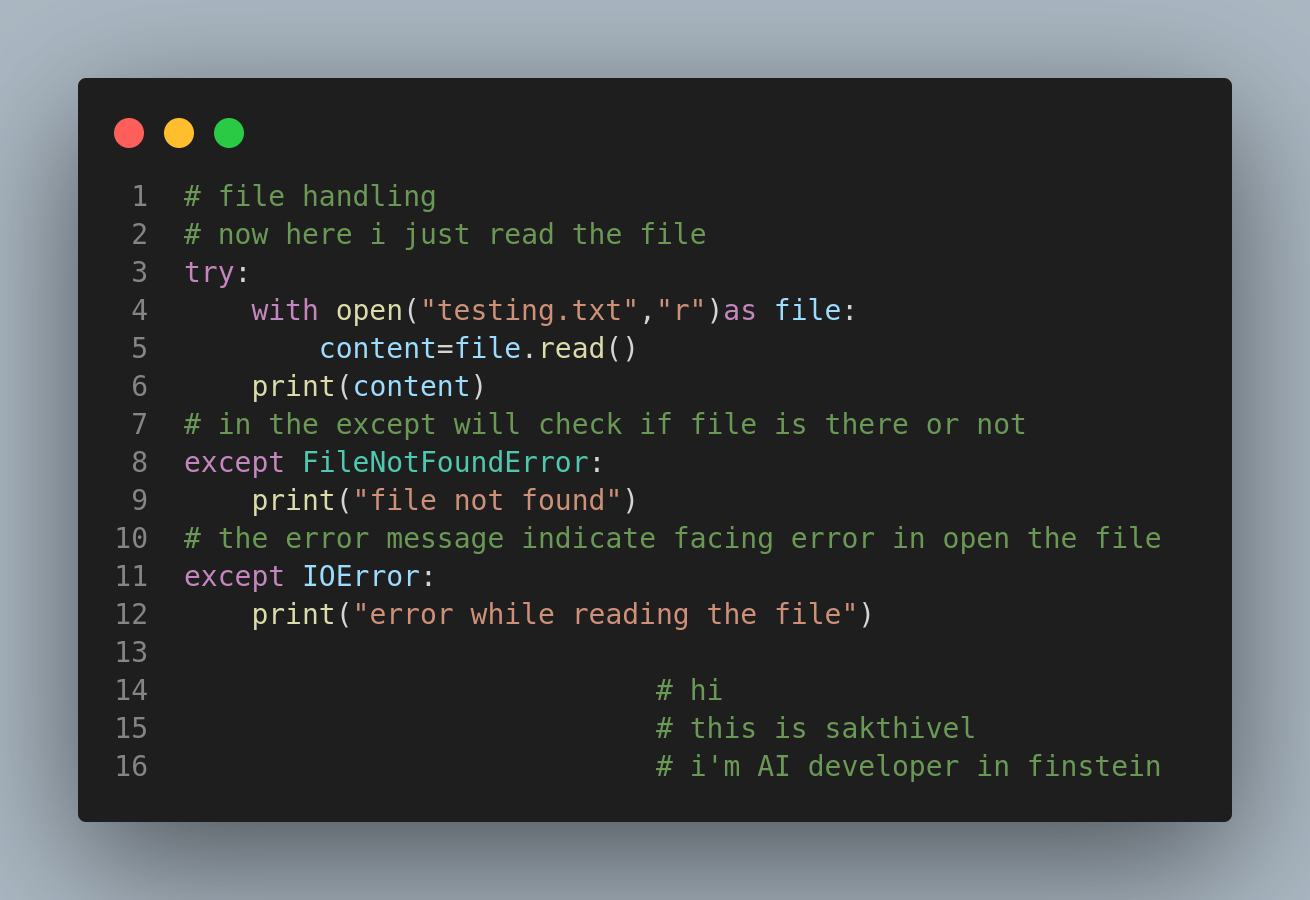 1 # file handling
2 # now here i just read the file
3 try:
4     with open("testing.txt","r")as file:
5         content=file.read()
6     print(content)
7 # in the except will check if file is there or not
8 except FileNotFoundError:
9     print("file not found")
10 # the error message indicate facing error in open the file
11 except IOError:
12     print("error while reading the file")
13
14                             # hi
15                             # this is sakthivel
16                             # i'm AI developer in finstein